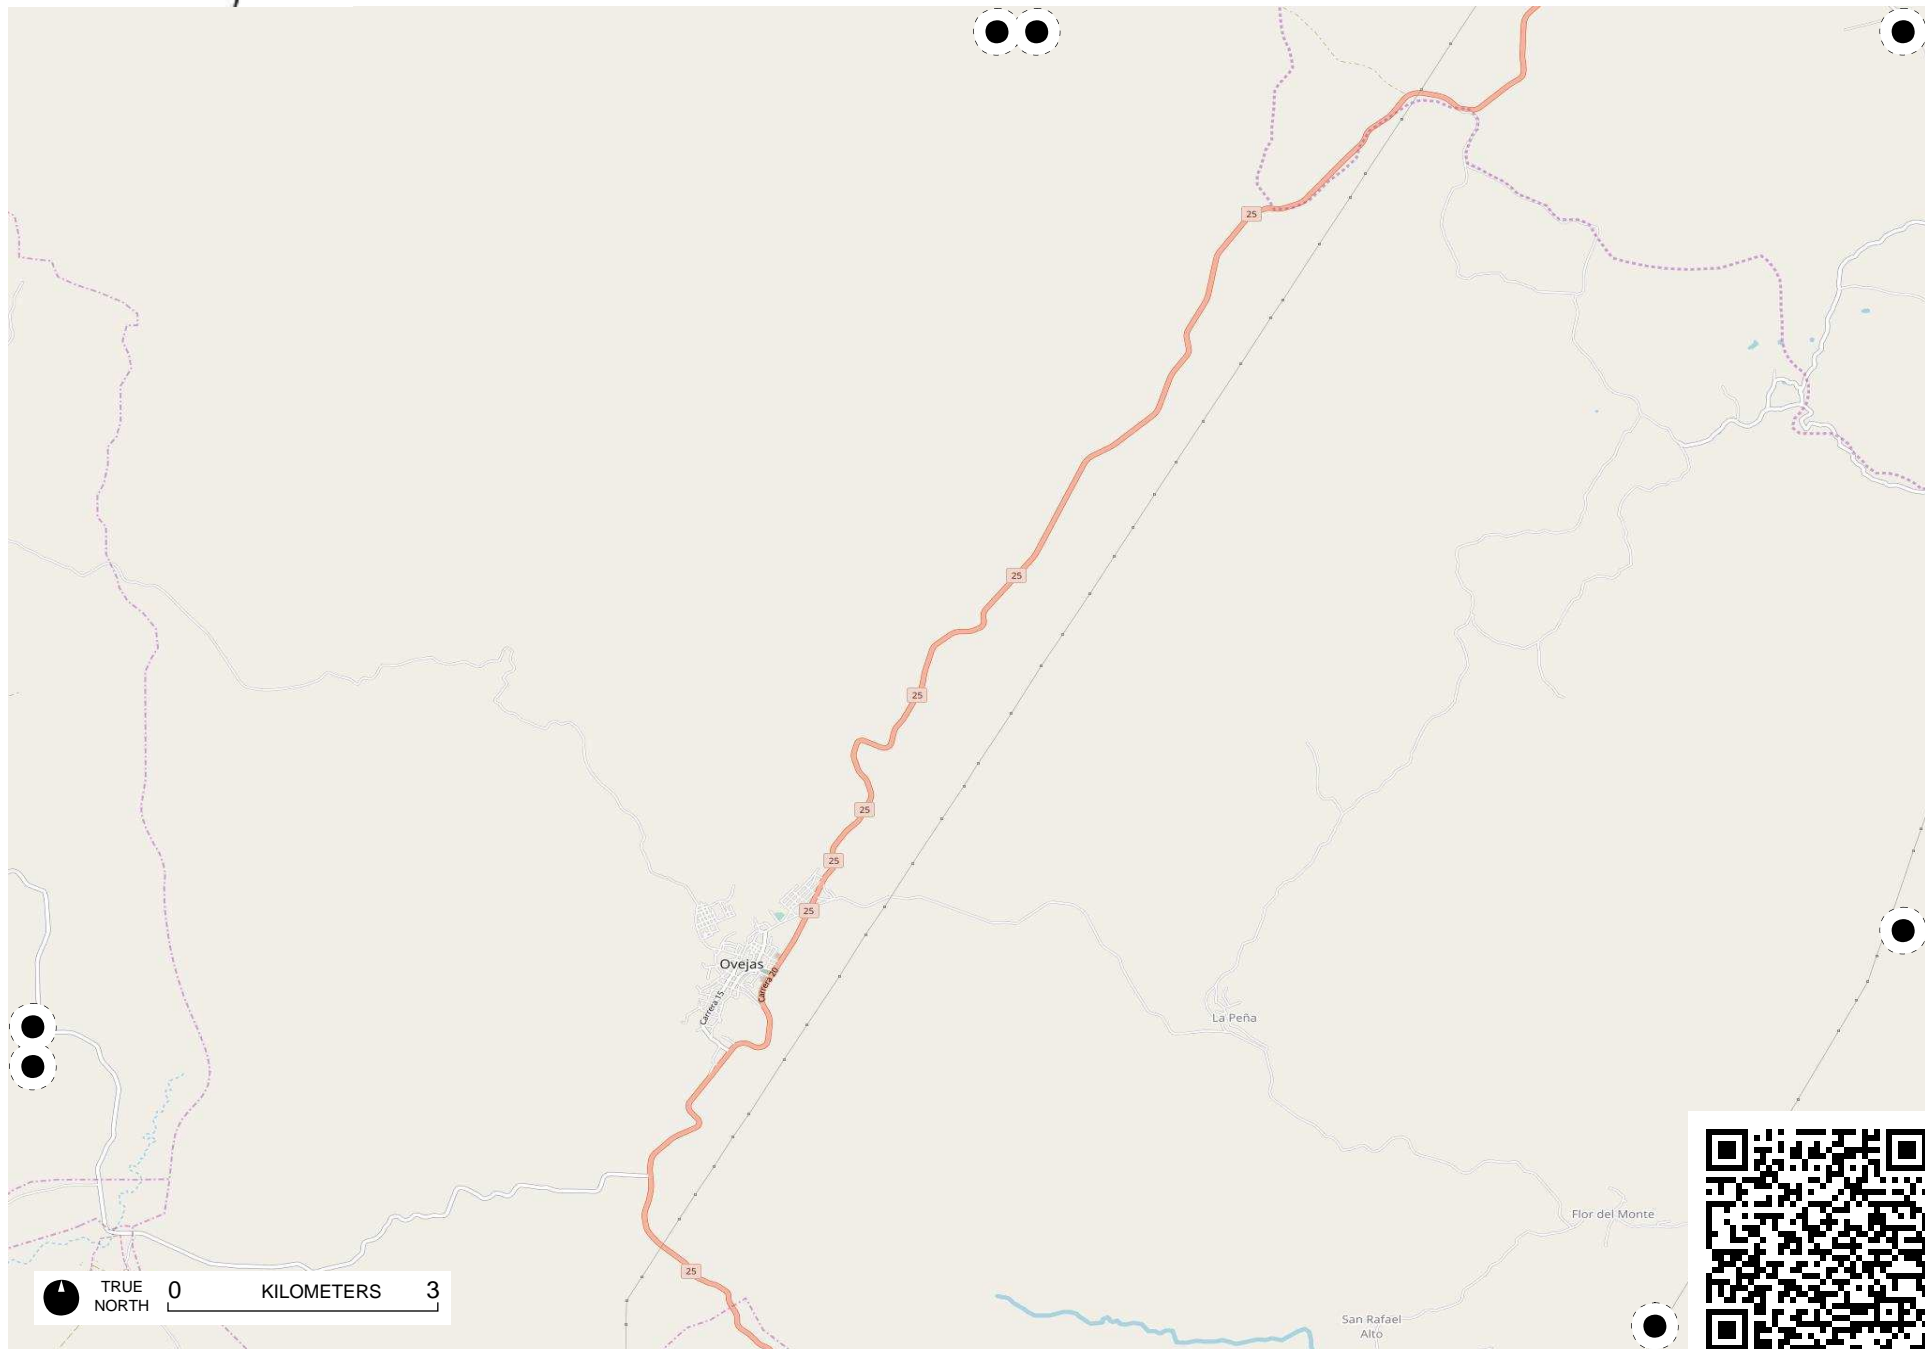 25
25
25
25
25
25
Ovejas
Carrera 20
Carrera 15
La Peña
Flor del Monte
25
San Rafael
Alto
TRUE
NORTH
0 KILOMETERS 3